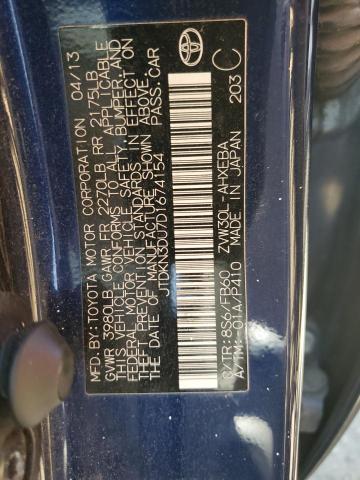 MFD. BY: TOYOTA MOTOR CORPORATION 04/13
GVWR 3980LB GAWR FR 2270LB RR 2175LB
THIS VEHICLE CONFORMS TO ALL APPLICABLE
FEDERAL MOTOR VEHICLE SAFETY, BUMPER, AND
THEFT PREVENTION STANDARDS IN EFFECT ON
THE DATE OF MANUFACTURE SHOWN ABOVE.
JTDKN3DU7D1674154 PASS.CAR
C/TR: 8S6/FB60 ZVW30L-AHXEBA
A/TM: -01A/P410 MADE IN JAPAN 203 C